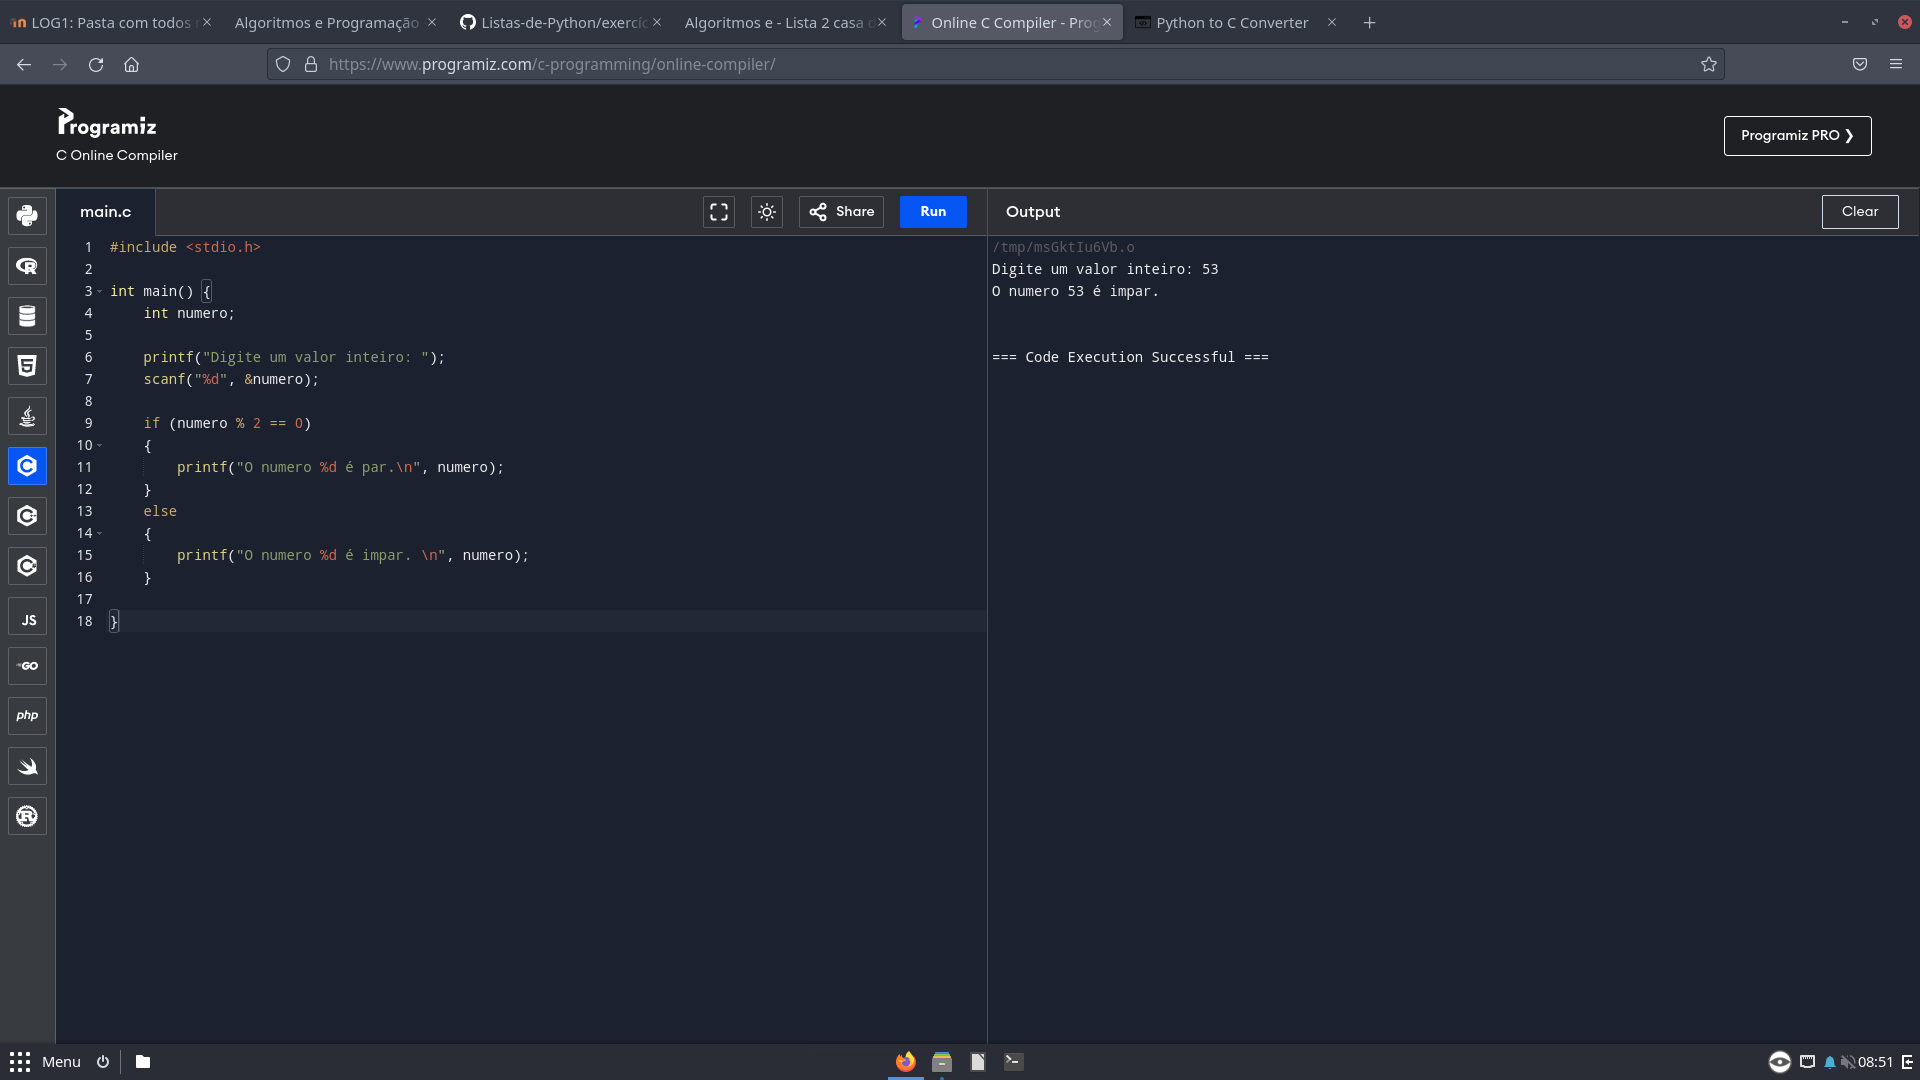 LOG1: Pasta com todos
Algoritmos e Programação
Listas-de-Python/exercíc
Algoritmos e - Lista 2 casa d
Online C Compiler - Prog
Python to C Converter
https://www.programiz.com/c-programming/online-compiler/
Programiz
C Online Compiler
Programiz PRO ❯
main.c
Share
Run
Output
Clear
1 #include <stdio.h>
2
3 int main() {
4     int numero;
5
6     printf("Digite um valor inteiro: ");
7     scanf("%d", &numero);
8
9     if (numero % 2 == 0)
10     {
11         printf("O numero %d é par.\n", numero);
12     }
13     else
14     {
15         printf("O numero %d é impar. \n", numero);
16     }
17
18 }
/tmp/msGktIu6Vb.o
Digite um valor inteiro: 53
O numero 53 é impar.
=== Code Execution Successful ===
JS
GO
php
Menu
08:51